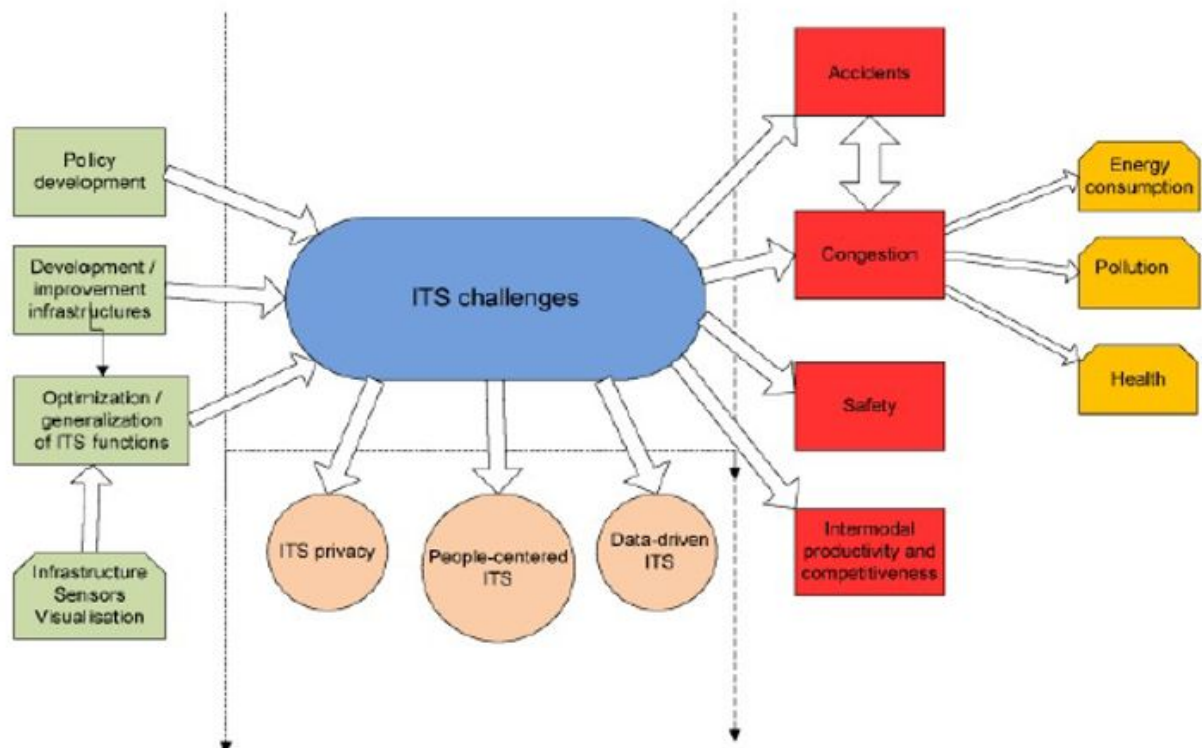 Policy
development
Development /
improvement
infrastructures
Optimization /
generalization
of ITS functions
Infrastructure
Sensors
Visualisation
ITS challenges
ITS privacy
People-centered
ITS
Data-driven
ITS
Accidents
Congestion
Safety
Intermodal
productivity and
competitiveness
Energy
consumption
Pollution
Health